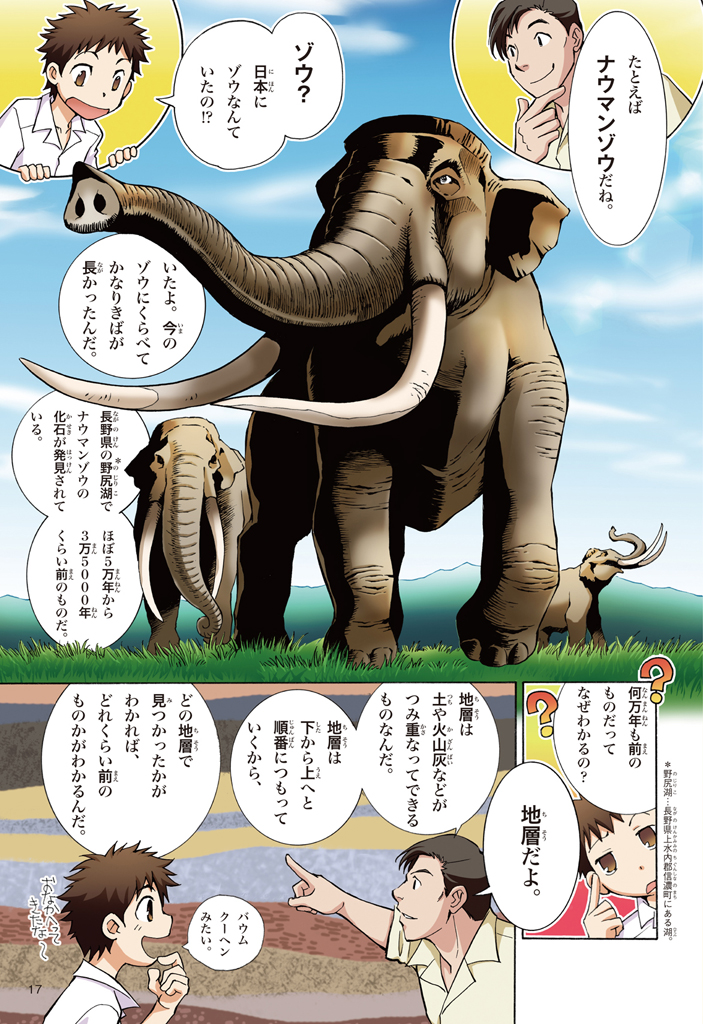 たとえば
ナウマンゾウだね。
ゾウ？
日本に
ゾウなんて
いたの!?
いたよ。今の
ゾウにくらべて
かなりきばが
長かったんだ。
長野県の野尻湖＊で
ナウマンゾウの
化石が発見されて
いる。
ほぼ5万年から
3万5000年
くらい前のものだ。
何万年も前の
ものだって
なぜわかるの？
？
？
＊野尻湖…長野県上水内郡信濃町にある湖。
地層だよ。
地層は
土や火山灰などが
つみ重なってできる
ものなんだ。
地層は
下から上へと
順番につもって
いくから、
どの地層で
見つかったかが
わかれば、
どれくらい前の
ものかがわかるんだ。
バウム
クーヘン
みたい。
おなかへって
きたな〜
17